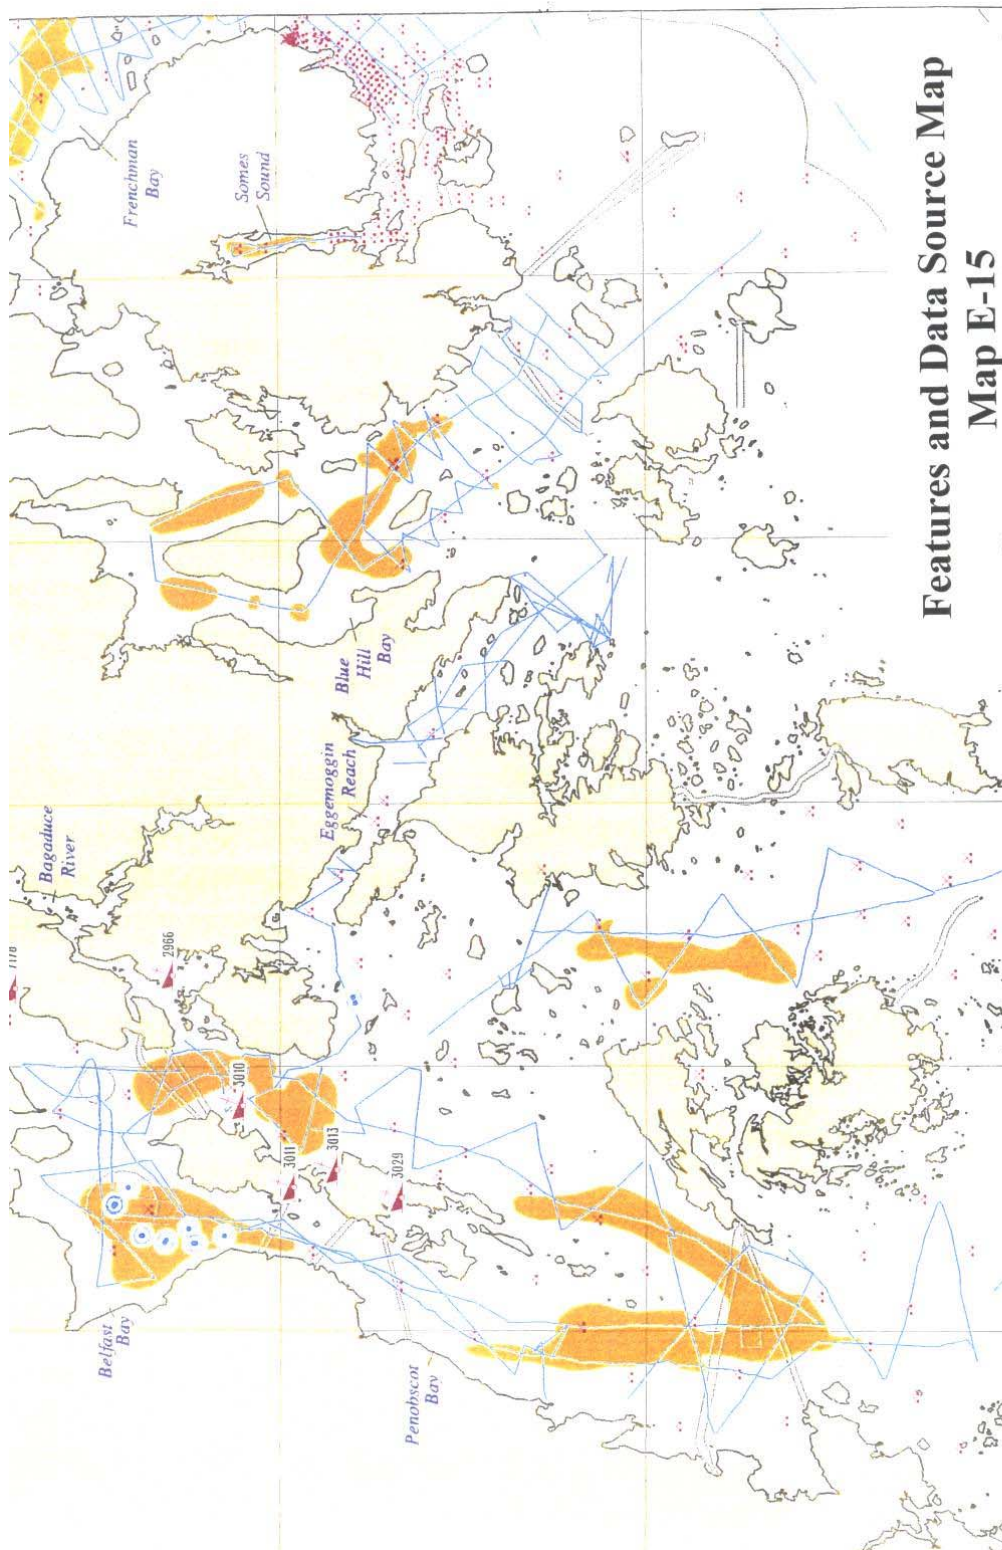 Features and Data Source Map
Map E-15
Frenchman
Bay
Somes
Sound
Blue
Hill
Bay
Eggemoggin
Reach
Bagaduce
River
2966
3010
3011
3013
3029
Belfast
Bay
Penobscot
Bay